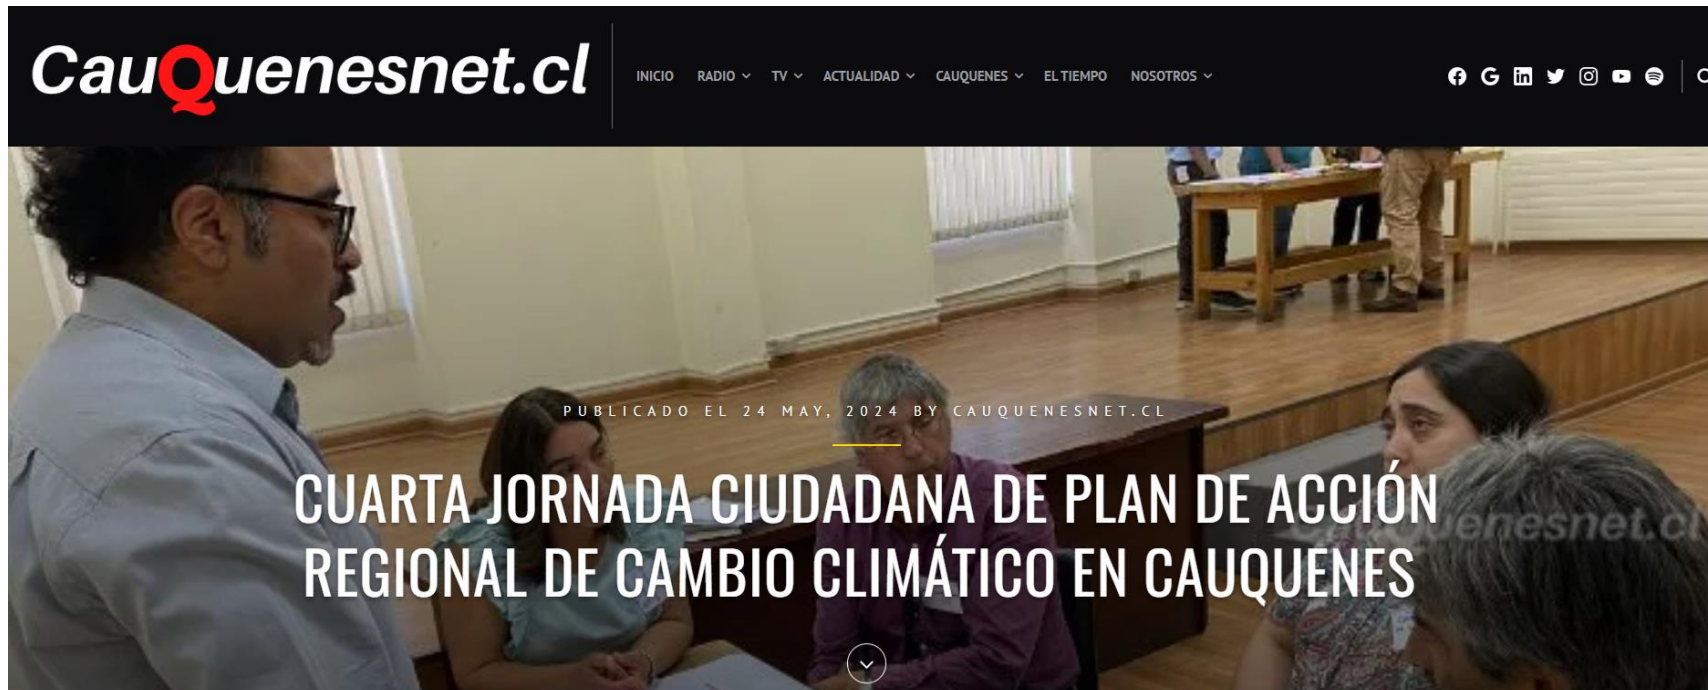 CauQuenesnet.cl
INICIO RADIO TV ACTUALIDAD CAUQUENES EL TIEMPO NOSOTROS
PUBLICADO EL 24 MAY, 2024 BY CAUQUENESNET.CL
CUARTA JORNADA CIUDADANA DE PLAN DE ACCIÓN
REGIONAL DE CAMBIO CLIMÁTICO EN CAUQUENES